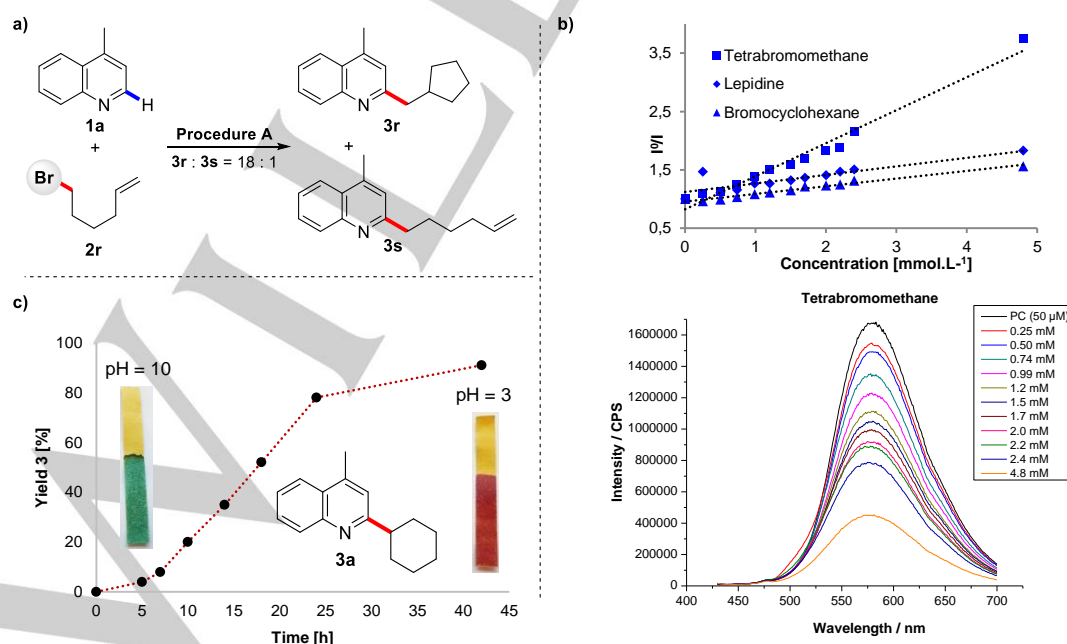 a)
H
N
1a
+
Br
2r
Procedure A
3r : 3s = 18 : 1
N
3r
+
N
3s
b)
3,5
2,5
1,5
0,5
I⁰/I
Tetrabromomethane
Lepidine
Bromocyclohexane
0 1 2 3 4 5
Concentration [mmol.L-¹]
c)
100
80
60
40
20
0
Yield 3 [%]
pH = 10
pH = 3
N
3a
0 5 10 15 20 25 30 35 40 45
Time [h]
Tetrabromomethane
1600000
1400000
1200000
1000000
800000
600000
400000
200000
0
Intensity / CPS
PC (50 µM)
0.25 mM
0.50 mM
0.74 mM
0.99 mM
1.2 mM
1.5 mM
1.7 mM
2.0 mM
2.2 mM
2.4 mM
4.8 mM
400 450 500 550 600 650 700
Wavelength / nm